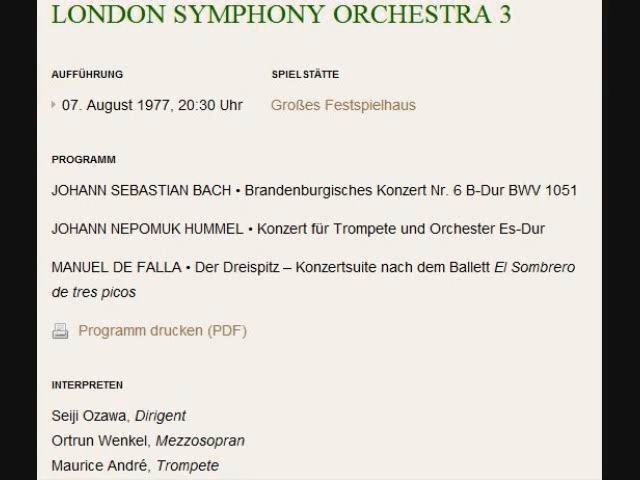 LONDON SYMPHONY ORCHESTRA 3
AUFFÜHRUNG
SPIELSTÄTTE
07. August 1977, 20:30 Uhr
Großes Festspielhaus
PROGRAMM
JOHANN SEBASTIAN BACH • Brandenburgisches Konzert Nr. 6 B-Dur BWV 1051
JOHANN NEPOMUK HUMMEL • Konzert für Trompete und Orchester Es-Dur
MANUEL DE FALLA • Der Dreispitz – Konzertsuite nach dem Ballett El Sombrero
de tres picos
Programm drucken (PDF)
INTERPRETEN
Seiji Ozawa, Dirigent
Ortrun Wenkel, Mezzosopran
Maurice André, Trompete